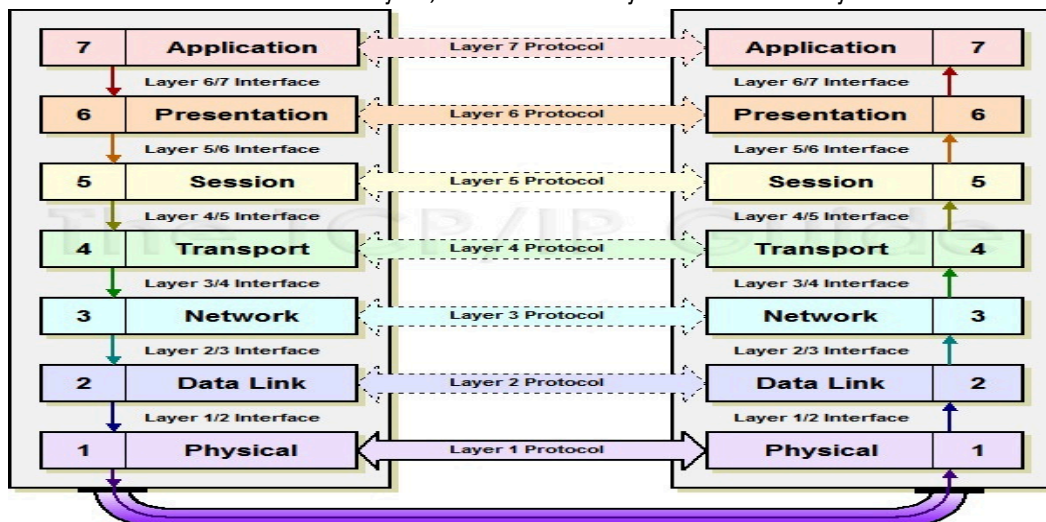 7 Application Layer 7 Protocol Application 7
Layer 6/7 Interface Layer 6/7 Interface
6 Presentation Layer 6 Protocol Presentation 6
Layer 5/6 Interface Layer 5/6 Interface
5 Session Layer 5 Protocol Session 5
Layer 4/5 Interface Layer 4/5 Interface
The TCP/IP Guide
4 Transport Layer 4 Protocol Transport 4
Layer 3/4 Interface Layer 3/4 Interface
3 Network Layer 3 Protocol Network 3
Layer 2/3 Interface Layer 2/3 Interface
2 Data Link Layer 2 Protocol Data Link 2
Layer 1/2 Interface Layer 1/2 Interface
1 Physical Layer 1 Protocol Physical 1